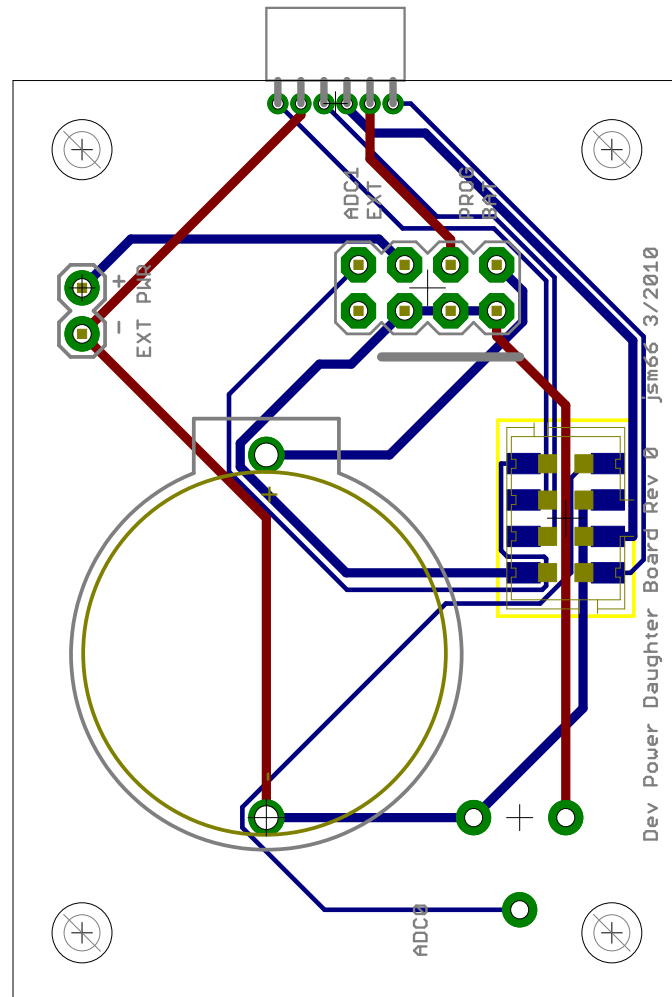 ADC1
EXT
PROG
BAT
+
-
EXT PWR
+
-
ADC0
Dev Power Daughter Board Rev 0 jsm66 3/2010